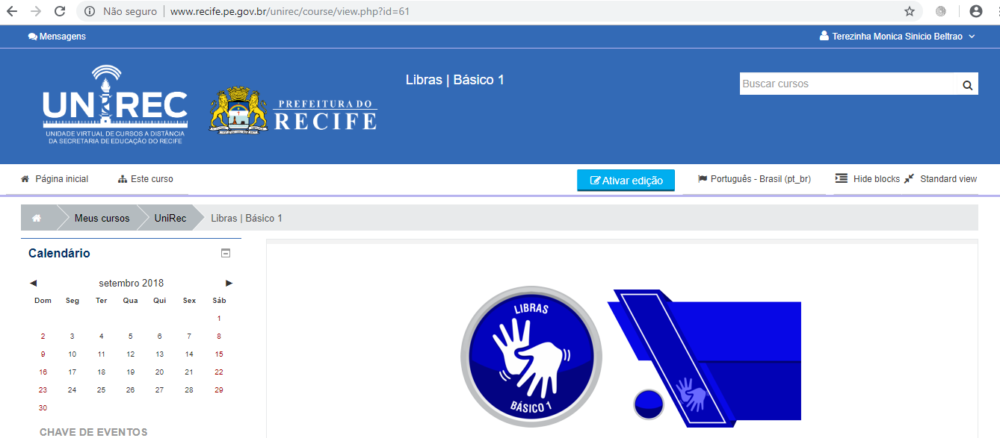 Não seguro
www.recife.pe.gov.br/unirec/course/view.php?id=61
Mensagens
Terezinha Monica Sinicio Beltrao
UNIREC
UNIDADE VIRTUAL DE CURSOS A DISTÂNCIA
DA SECRETARIA DE EDUCAÇÃO DO RECIFE
PREFEITURA DO
RECIFE
Libras | Básico 1
Buscar cursos
Página inicial
Este curso
Ativar edição
Português - Brasil (pt_br)
Hide blocks
Standard view
Meus cursos
UniRec
Libras | Básico 1
Calendário
setembro 2018
Dom Seg Ter Qua Qui Sex Sáb
1
2 3 4 5 6 7 8
9 10 11 12 13 14 15
16 17 18 19 20 21 22
23 24 25 26 27 28 29
30
CHAVE DE EVENTOS
LIBRAS
BÁSICO 1